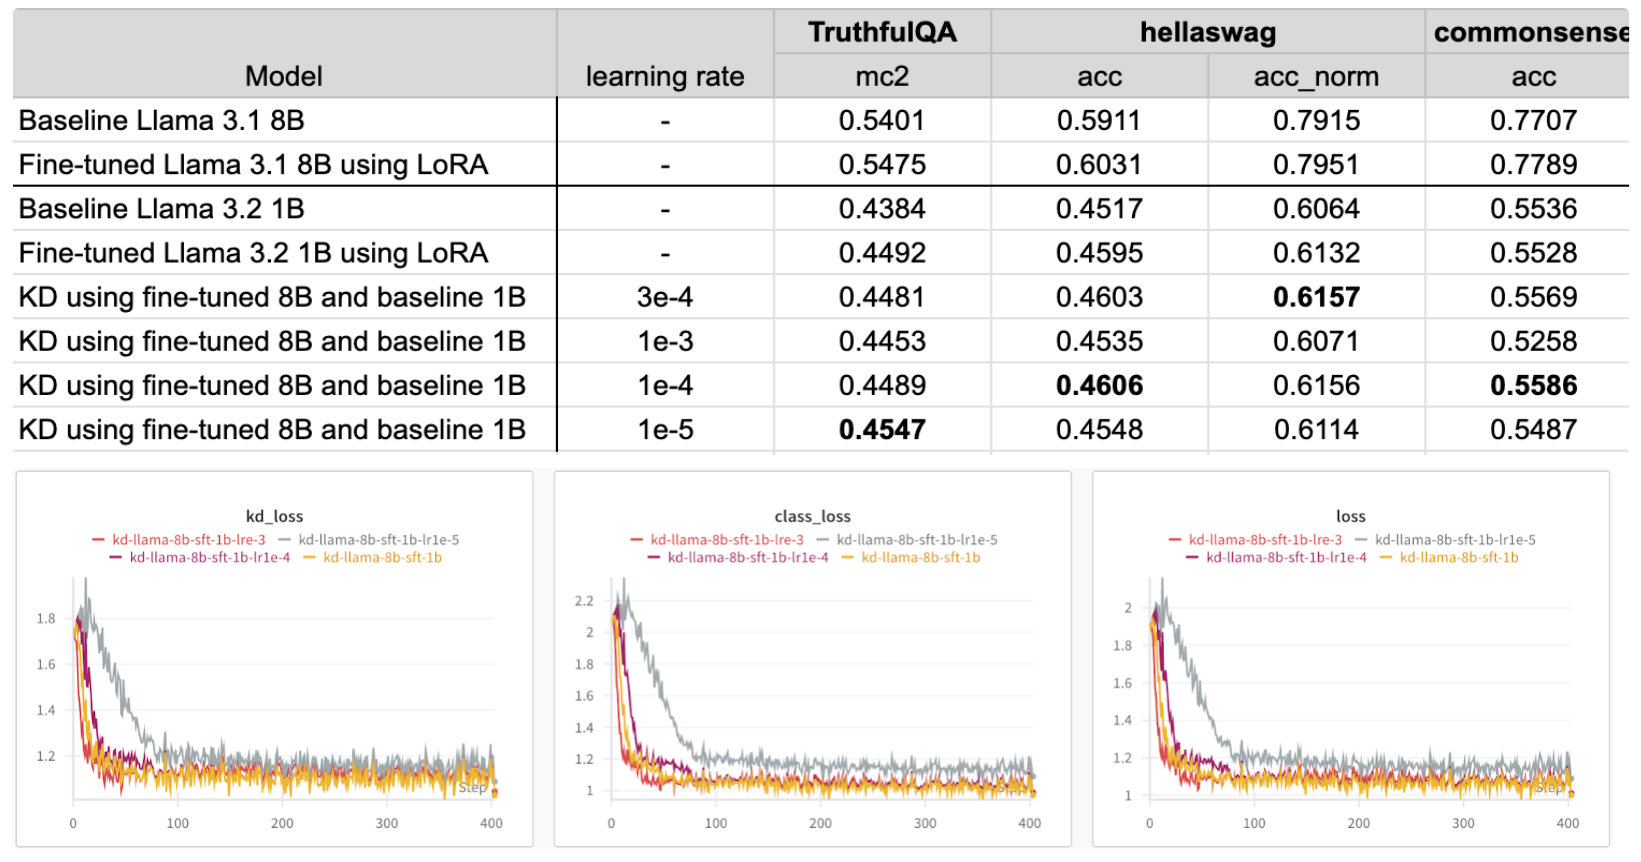 TruthfulQA hellaswag commonsense
Model learning rate mc2 acc acc_norm acc
Baseline Llama 3.1 8B - 0.5401 0.5911 0.7915 0.7707
Fine-tuned Llama 3.1 8B using LoRA - 0.5475 0.6031 0.7951 0.7789
Baseline Llama 3.2 1B - 0.4384 0.4517 0.6064 0.5536
Fine-tuned Llama 3.2 1B using LoRA - 0.4492 0.4595 0.6132 0.5528
KD using fine-tuned 8B and baseline 1B 3e-4 0.4481 0.4603 0.6157 0.5569
KD using fine-tuned 8B and baseline 1B 1e-3 0.4453 0.4535 0.6071 0.5258
KD using fine-tuned 8B and baseline 1B 1e-4 0.4489 0.4606 0.6156 0.5586
KD using fine-tuned 8B and baseline 1B 1e-5 0.4547 0.4548 0.6114 0.5487
kd_loss
kd-llama-8b-sft-1b-lre-3 kd-llama-8b-sft-1b-lr1e-5
kd-llama-8b-sft-1b-lr1e-4 kd-llama-8b-sft-1b
1.8
1.6
1.4
1.2
Step
0 100 200 300 400
class_loss
kd-llama-8b-sft-1b-lre-3 kd-llama-8b-sft-1b-lr1e-5
kd-llama-8b-sft-1b-lr1e-4 kd-llama-8b-sft-1b
2.2
2
1.8
1.6
1.4
1.2
1
Step
0 100 200 300 400
loss
kd-llama-8b-sft-1b-lre-3 kd-llama-8b-sft-1b-lr1e-5
kd-llama-8b-sft-1b-lr1e-4 kd-llama-8b-sft-1b
2
1.8
1.6
1.4
1.2
1
Step
0 100 200 300 400